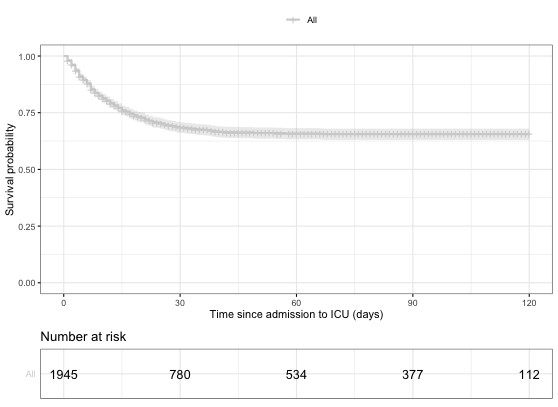 All
1.00
0.75
0.50
0.25
0.00
Survival probability
0 30 60 90 120
Time since admission to ICU (days)
Number at risk
All 1945 780 534 377 112